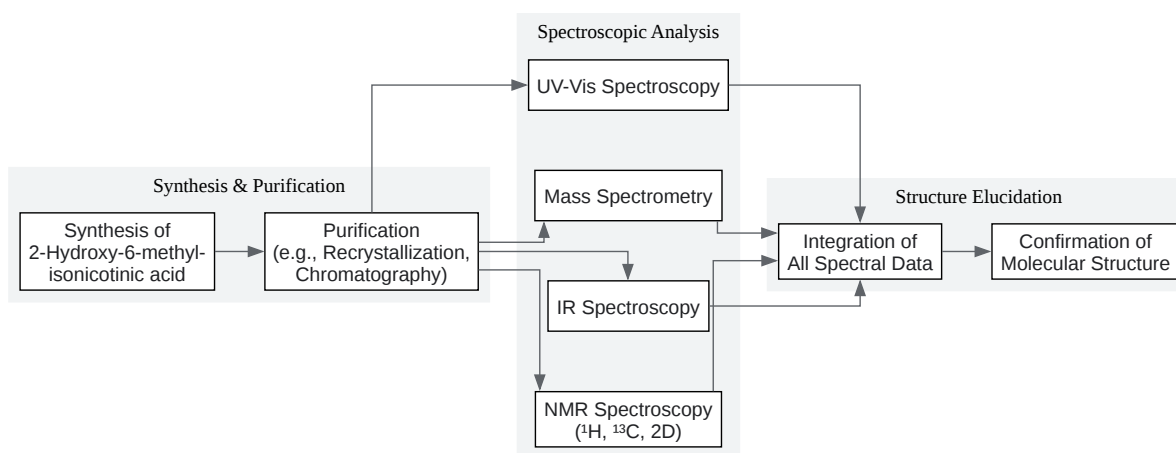 Spectroscopic Analysis
UV-Vis Spectroscopy
Synthesis & Purification
Mass Spectrometry
Structure Elucidation
Synthesis of
2-Hydroxy-6-methyl-
isonicotinic acid
Purification
(e.g., Recrystallization,
Chromatography)
Integration of
All Spectral Data
Confirmation of
Molecular Structure
IR Spectroscopy
NMR Spectroscopy
(¹H, ¹³C, 2D)